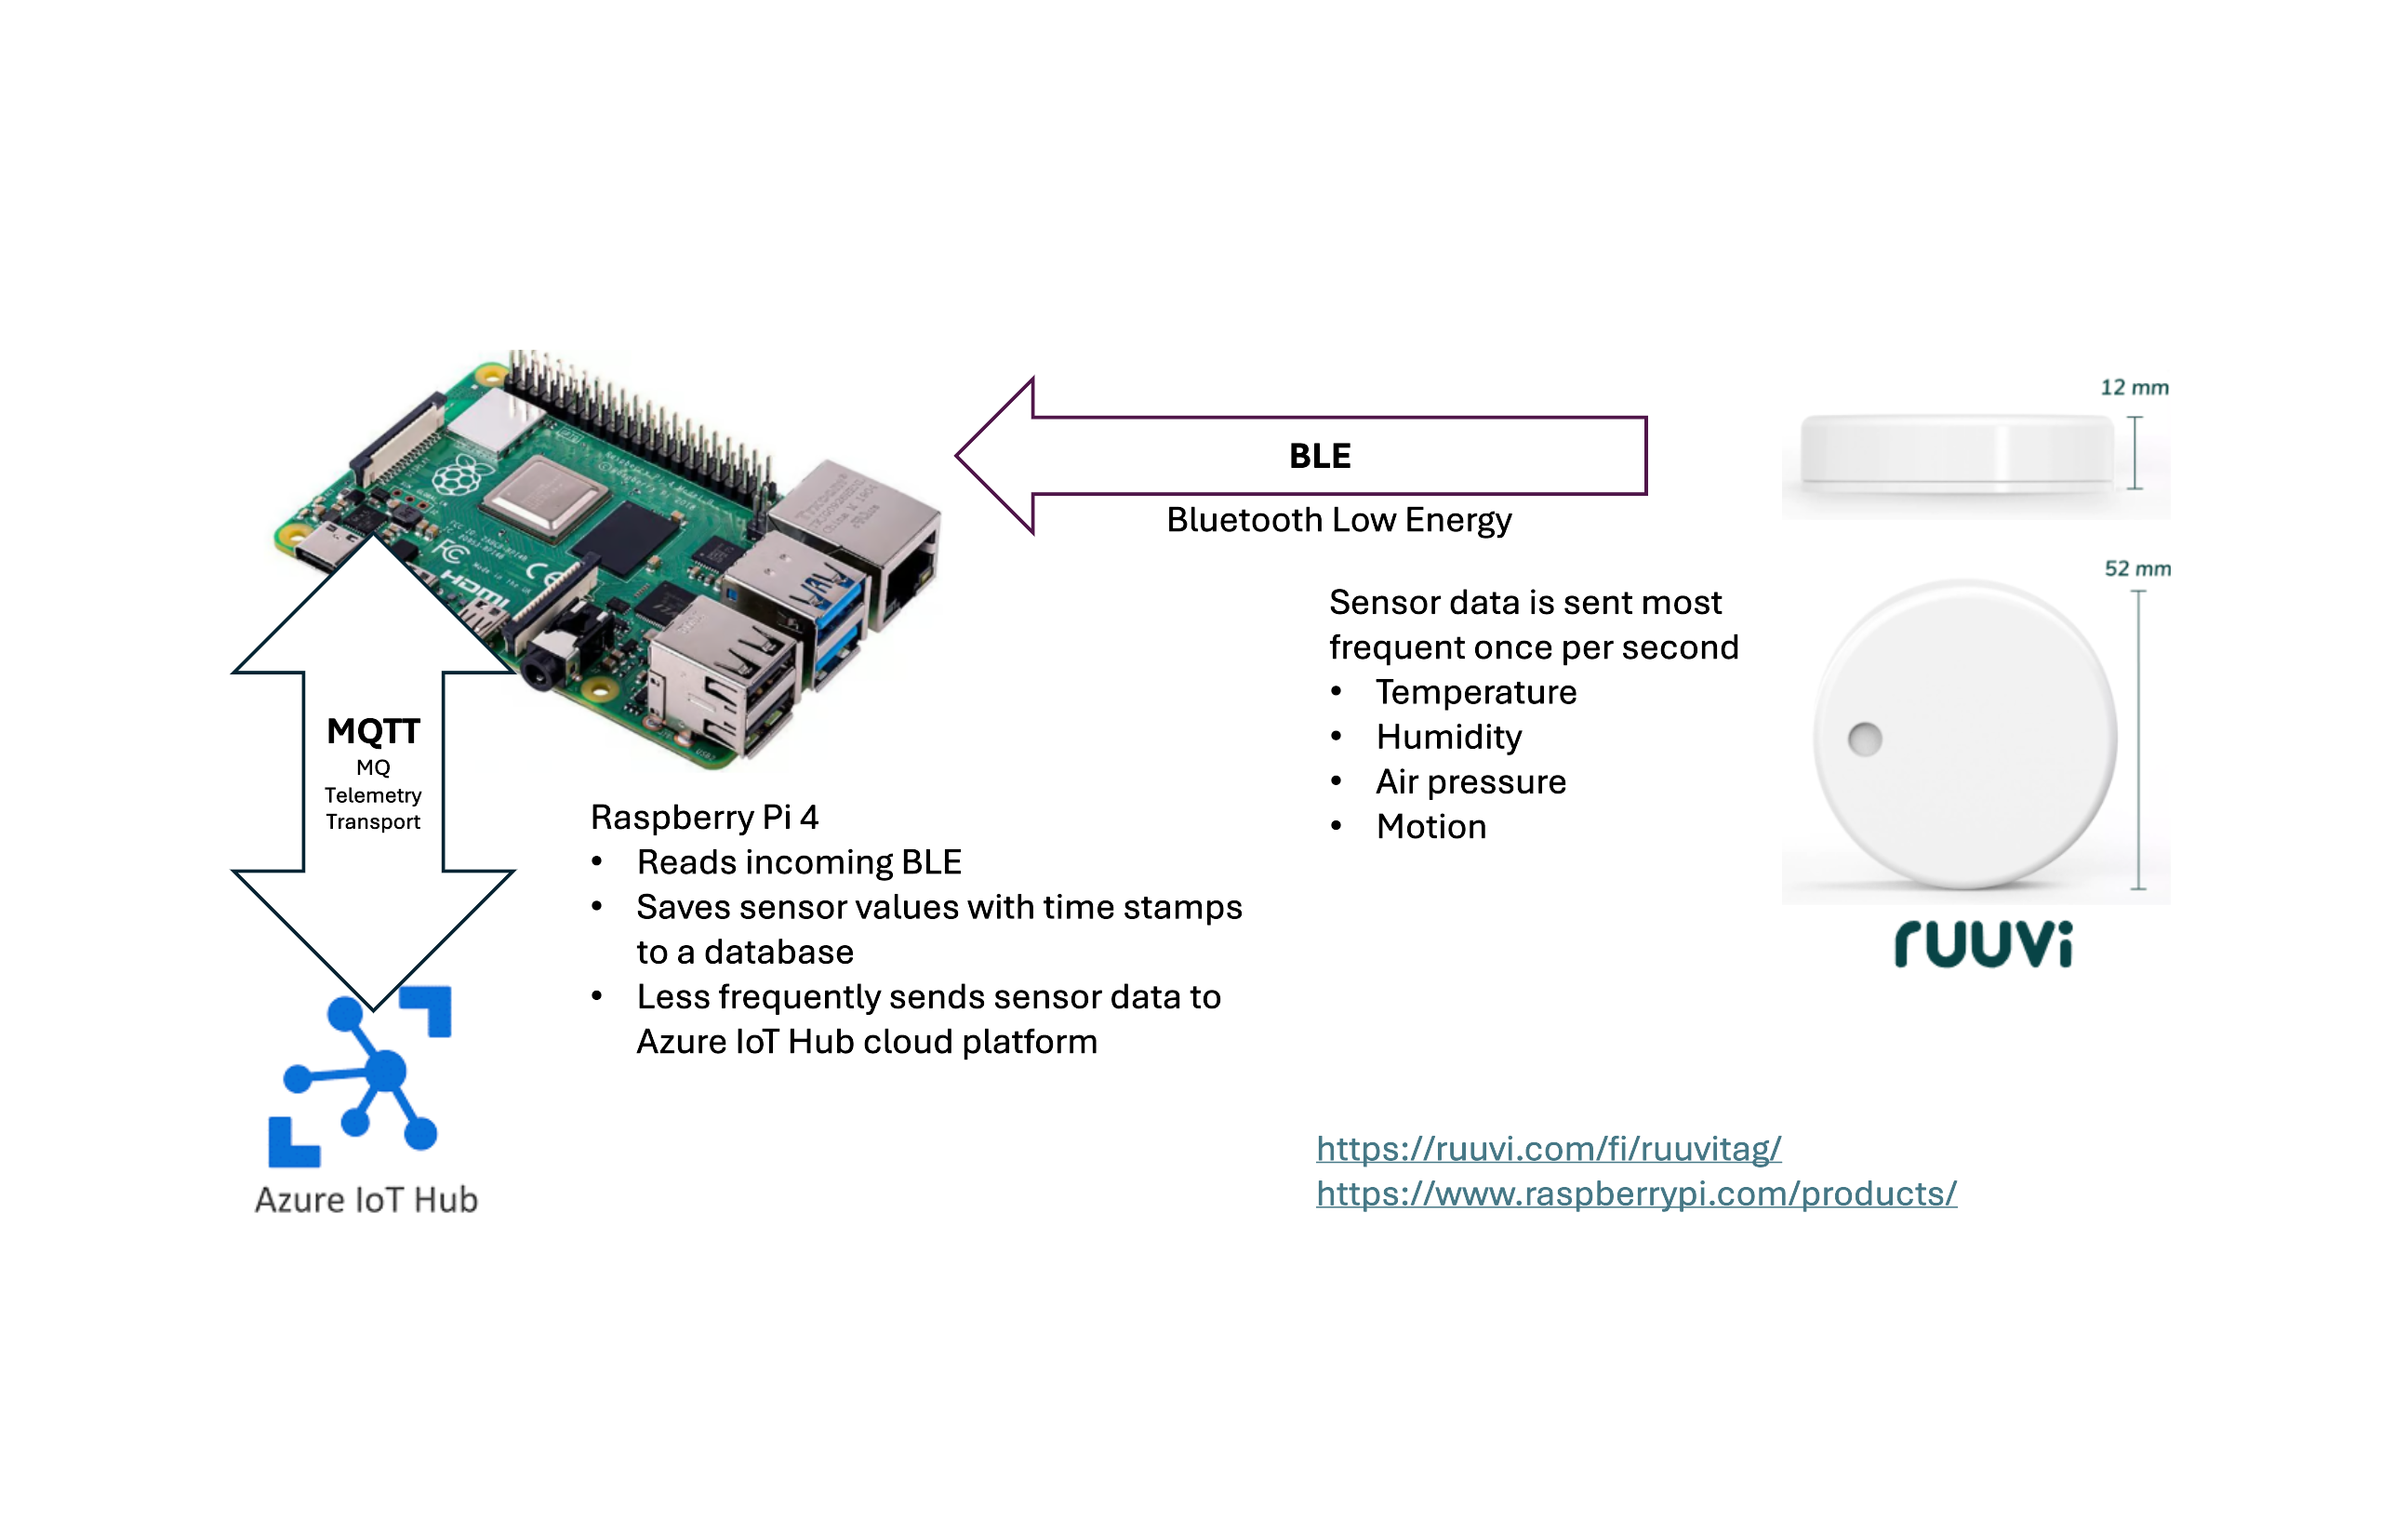 12 mm
BLE
Bluetooth Low Energy
52 mm
Sensor data is sent most
frequent once per second
• Temperature
• Humidity
• Air pressure
• Motion
ruuvi
HDMI
FC
CE
MQTT
MQ
Telemetry
Transport
Raspberry Pi 4
• Reads incoming BLE
• Saves sensor values with time stamps
to a database
• Less frequently sends sensor data to
Azure IoT Hub cloud platform
Azure IoT Hub
https://ruuvi.com/fi/ruuvitag/
https://www.raspberrypi.com/products/